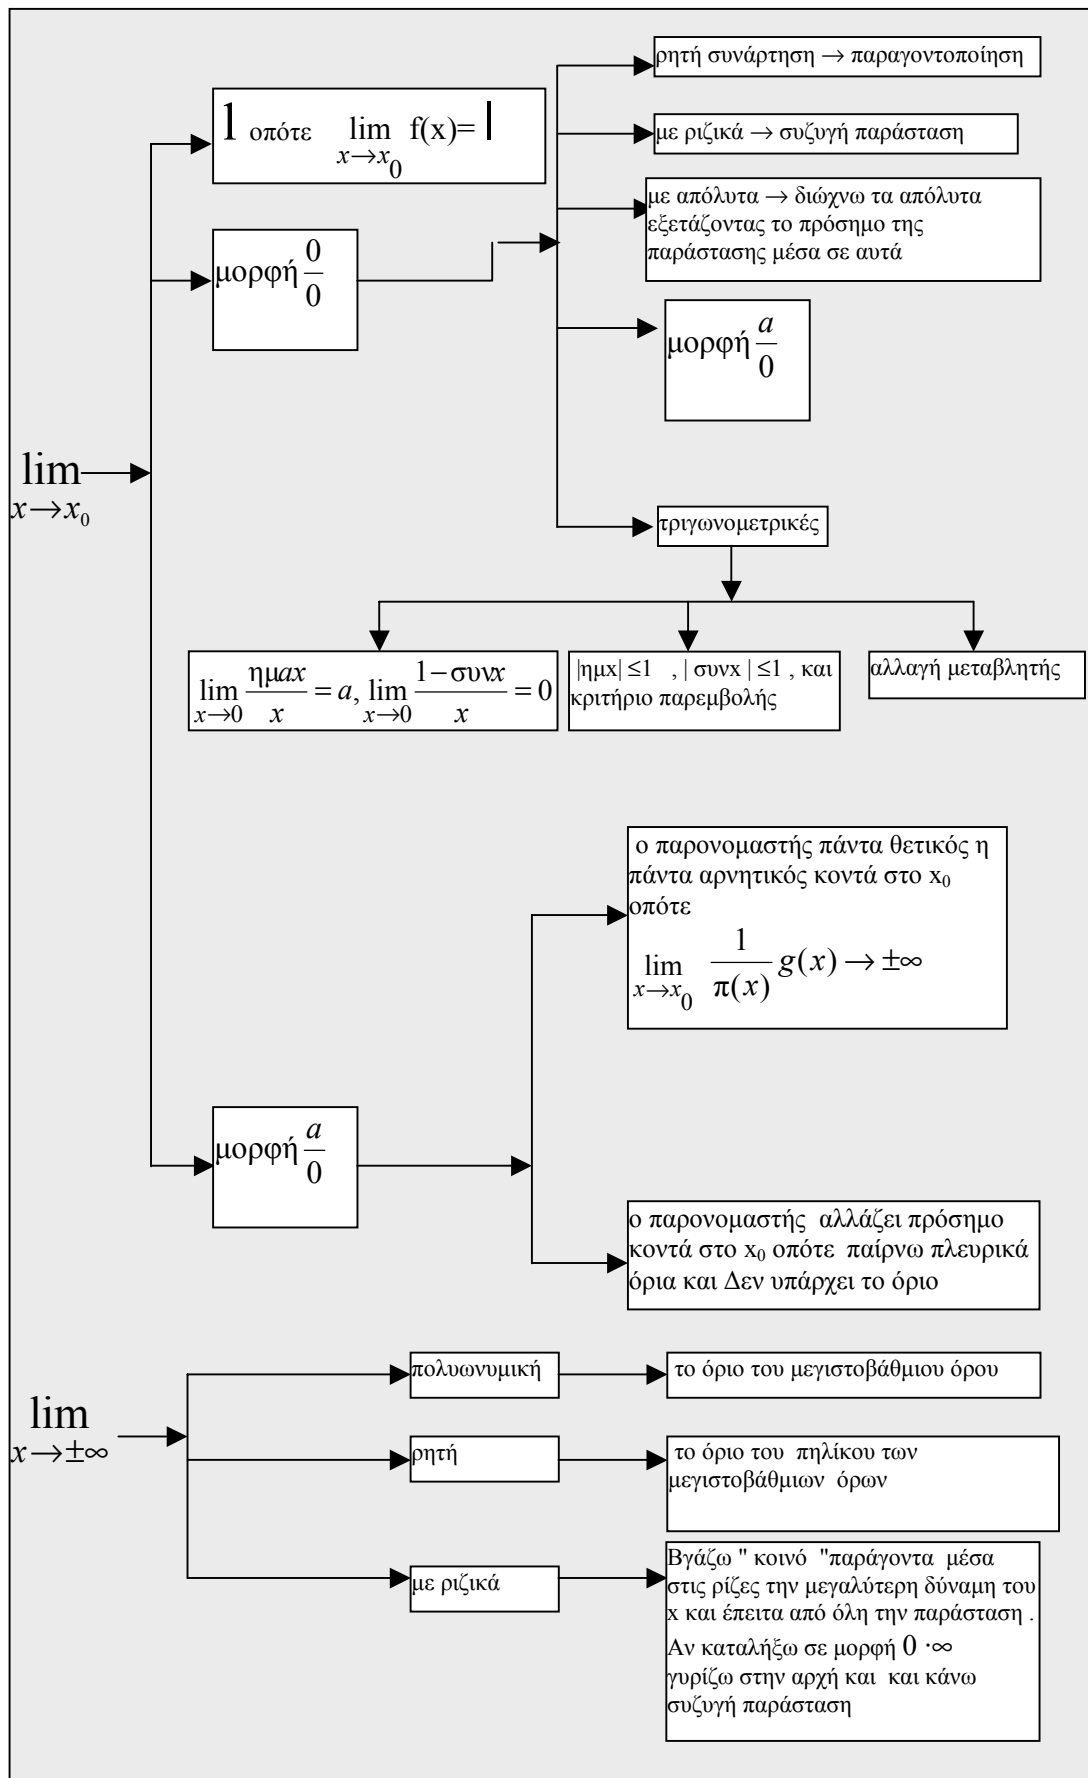 ρητή συνάρτηση → παραγοντοποίηση
l οπότε lim x→x₀ f(x)= l
με ριζικά → συζυγή παράσταση
με απόλυτα → διώχνω τα απόλυτα
εξετάζοντας το πρόσημο της
παράστασης μέσα σε αυτά
μορφή 0/0
μορφή a/0
lim x→x₀
τριγωνομετρικές
lim x→0 ημax/x = a, lim x→0 1−συνx/x = 0
|ημx| ≤1 , | συνx | ≤1 , και
κριτήριο παρεμβολής
αλλαγή μεταβλητής
ο παρονομαστής πάντα θετικός η
πάντα αρνητικός κοντά στο x₀
οπότε
lim x→x₀ 1/π(x) g(x) → ±∞
μορφή a/0
ο παρονομαστής αλλάζει πρόσημο
κοντά στο x₀ οπότε παίρνω πλευρικά
όρια και Δεν υπάρχει το όριο
lim x→±∞
πολυωνυμική
το όριο του μεγιστοβάθμιου όρου
ρητή
το όριο του πηλίκου των
μεγιστοβάθμιων όρων
με ριζικά
Βγάζω " κοινό "παράγοντα μέσα
στις ρίζες την μεγαλύτερη δύναμη του
x και έπειτα από όλη την παράσταση .
Αν καταλήξω σε μορφή 0 ·∞
γυρίζω στην αρχή και και κάνω
συζυγή παράσταση